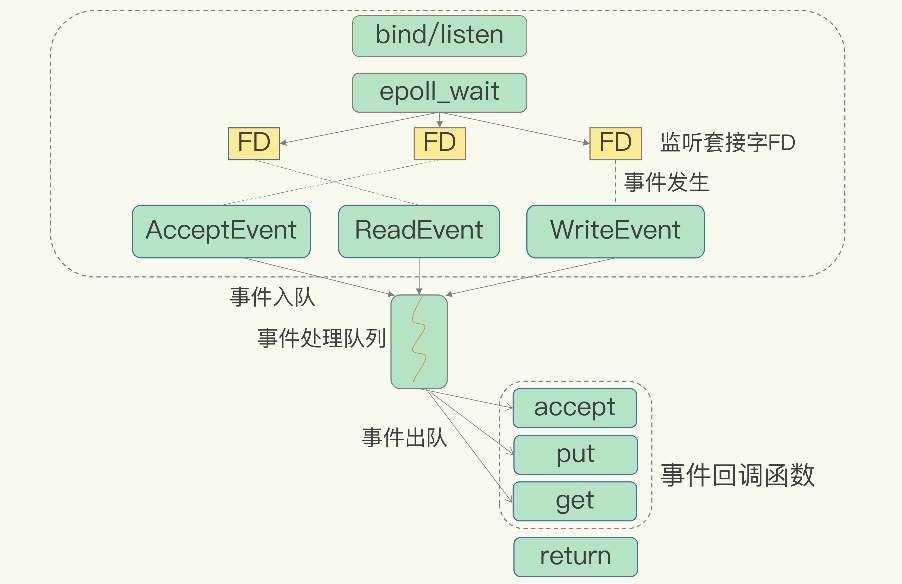 bind/listen
epoll_wait
FD
FD
FD
监听套接字FD
事件发生
AcceptEvent
ReadEvent
WriteEvent
事件入队
事件处理队列
事件出队
accept
put
get
事件回调函数
return